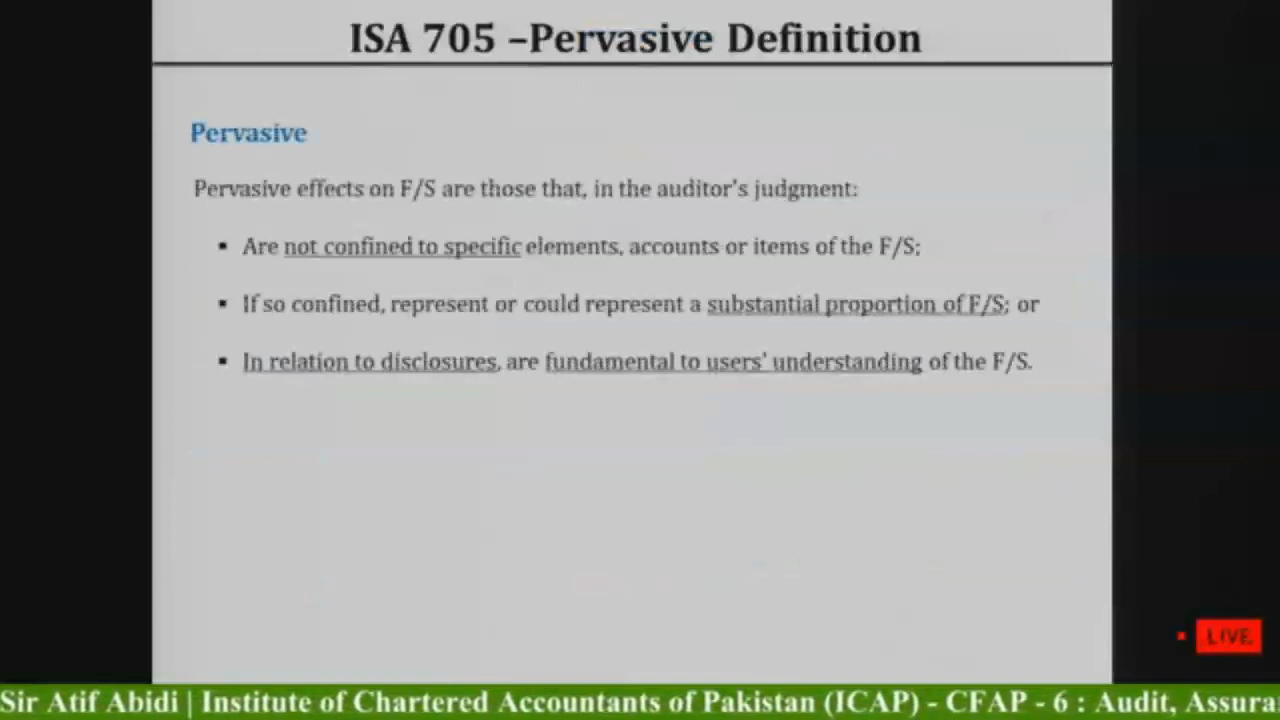 ISA 705 –Pervasive Definition
Pervasive
Pervasive effects on F/S are those that, in the auditor's judgment:
▪ Are not confined to specific elements, accounts or items of the F/S;
▪ If so confined, represent or could represent a substantial proportion of F/S; or
▪ In relation to disclosures, are fundamental to users' understanding of the F/S.
LIVE
Sir Atif Abidi | Institute of Chartered Accountants of Pakistan (ICAP) - CFAP - 6 : Audit, Assura